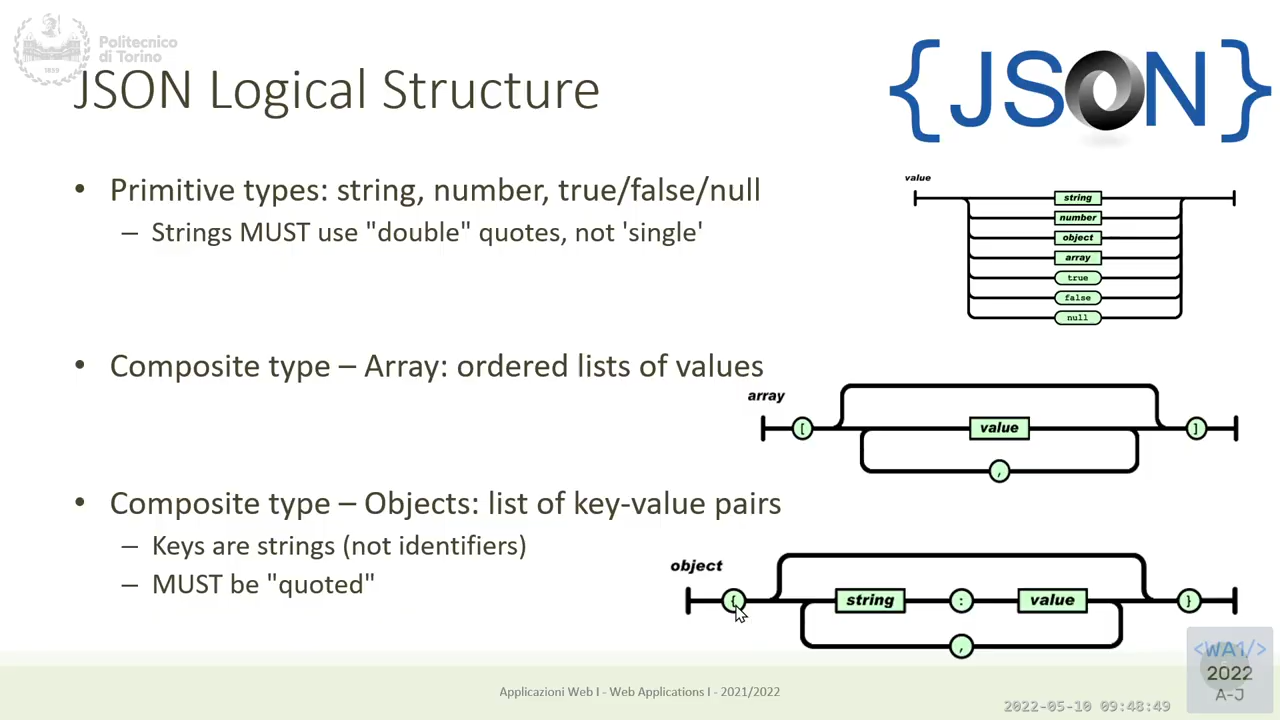 Politecnico
di Torino
1859
JSON Logical Structure
{JSON}
• Primitive types: string, number, true/false/null
– Strings MUST use "double" quotes, not 'single'
value
string
number
object
array
true
false
null
• Composite type – Array: ordered lists of values
array
[
value
,
]
• Composite type – Objects: list of key-value pairs
– Keys are strings (not identifiers)
– MUST be "quoted"
object
{
string
:
value
,
}
<WA1/>
2022
A-J
Applicazioni Web I - Web Applications I - 2021/2022
2022-05-10 09:48:49